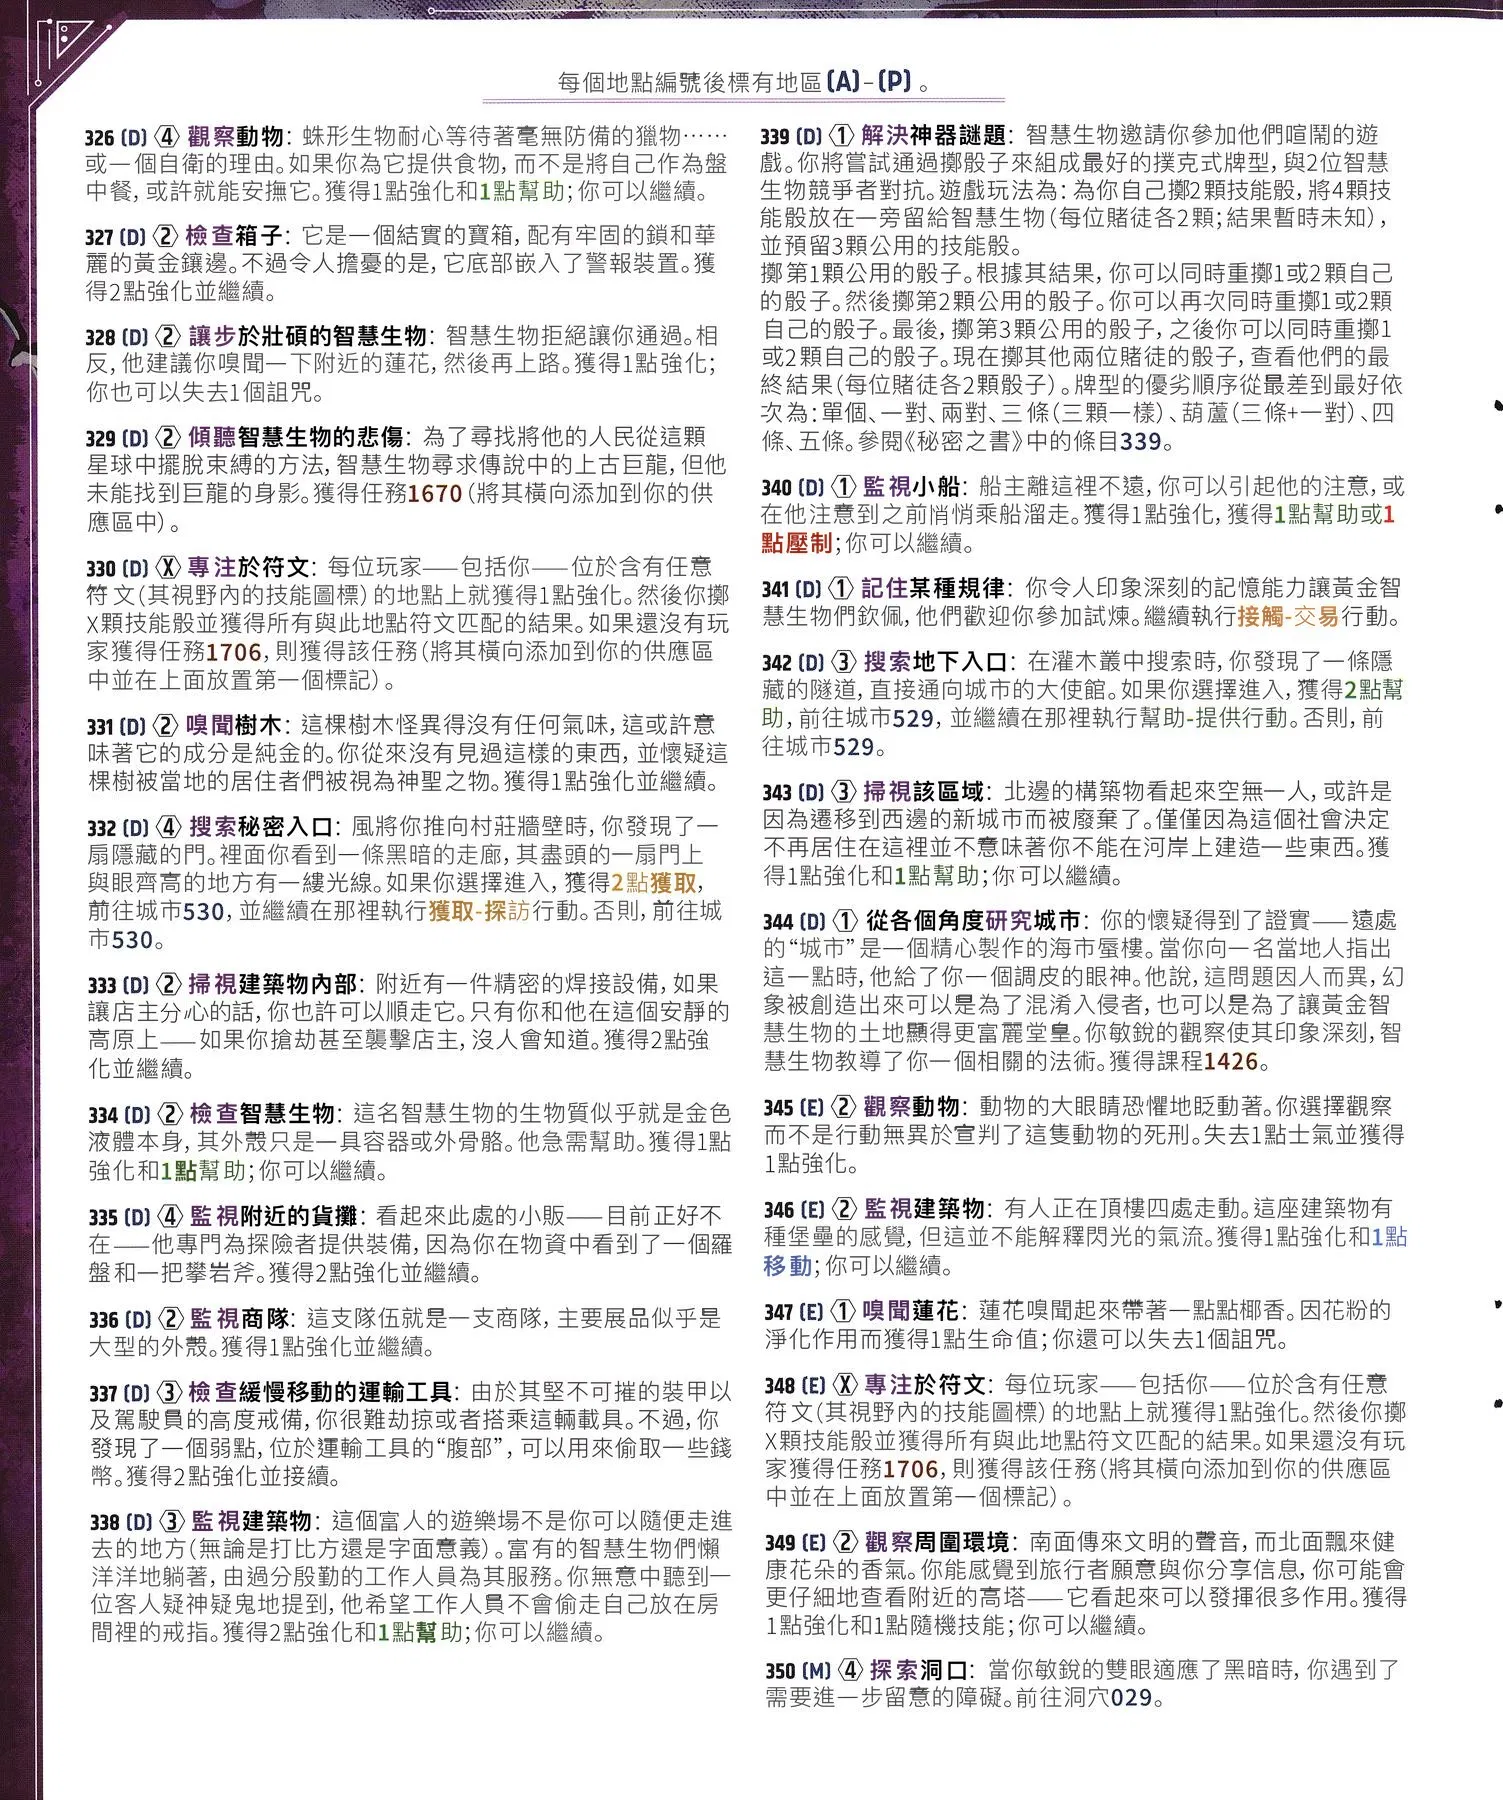 每個地點編號後標有地區(A)-(P)。
326 (D) ④ 觀察動物：蛛形生物耐心等待著毫無防備的獵物……
或一個自衛的理由。如果你為它提供食物，而不是將自己作為盤
中餐，或許就能安撫它。獲得1點強化和1點幫助；你可以繼續。
327 (D) ② 檢查箱子：它是一個結實的寶箱，配有牢固的鎖和華
麗的黃金鑲邊。不過令人擔憂的是，它底部嵌入了警報裝置。獲
得2點強化並繼續。
328 (D) ② 讓步於壯碩的智慧生物：智慧生物拒絕讓你通過。相
反，他建議你嗅聞一下附近的蓮花，然後再上路。獲得1點強化；
你也可以失去1個詛咒。
329 (D) ② 傾聽智慧生物的悲傷：為了尋找將他的人民從這顆
星球中擺脫束縛的方法，智慧生物尋求傳說中的上古巨龍，但他
未能找到巨龍的身影。獲得任務1670（將其橫向添加到你的供
應區中）。
330 (D) Ⓧ 專注於符文：每位玩家——包括你——位於含有任意
符文（其視野內的技能圖標）的地點上就獲得1點強化。然後你擲
X顆技能骰並獲得所有與此地點符文匹配的結果。如果還沒有玩
家獲得任務1706，則獲得該任務（將其橫向添加到你的供應區
中並在上面放置第一個標記）。
331 (D) ② 嗅聞樹木：這棵樹木怪異得沒有任何氣味，這或許意
味著它的成分是純金的。你從來沒有見過這樣的東西，並懷疑這
棵樹被當地的居住者們被視為神聖之物。獲得1點強化並繼續。
332 (D) ④ 搜索秘密入口：風將你推向村莊牆壁時，你發現了一
扇隱藏的門。裡面你看到一條黑暗的走廊，其盡頭的一扇門上
與眼齊高的地方有一縷光線。如果你選擇進入，獲得2點獲取，
前往城市530，並繼續在那裡執行獲取-探訪行動。否則，前往城
市530。
333 (D) ② 掃視建築物內部：附近有一件精密的焊接設備，如果
讓店主分心的話，你也許可以順走它。只有你和他在這個安靜的
高原上——如果你搶劫甚至襲擊店主，沒人會知道。獲得2點強
化並繼續。
334 (D) ② 檢查智慧生物：這名智慧生物的生物質似乎就是金色
液體本身，其外殼只是一具容器或外骨骼。他急需幫助。獲得1點
強化和1點幫助；你可以繼續。
335 (D) ④ 監視附近的貨攤：看起來此處的小販——目前正好不
在——他專門為探險者提供裝備，因為你在物資中看到了一個羅
盤和一把攀岩斧。獲得2點強化並繼續。
336 (D) ② 監視商隊：這支隊伍就是一支商隊，主要展品似乎是
大型的外殼。獲得1點強化並繼續。
337 (D) ③ 檢查緩慢移動的運輸工具：由於其堅不可摧的裝甲以
及駕駛員的高度戒備，你很難劫掠或者搭乘這輛載具。不過，你
發現了一個弱點，位於運輸工具的“腹部”，可以用來偷取一些錢
幣。獲得2點強化並接續。
338 (D) ③ 監視建築物：這個富人的遊樂場不是你可以隨便走進
去的地方（無論是打比方還是字面意義）。富有的智慧生物們懶
洋洋地躺著，由過分殷勤的工作人員為其服務。你無意中聽到一
位客人疑神疑鬼地提到，他希望工作人員不會偷走自己放在房
間裡的戒指。獲得2點強化和1點幫助；你可以繼續。
339 (D) ① 解決神器謎題：智慧生物邀請你參加他們喧鬧的遊
戲。你將嘗試通過擲骰子來組成最好的撲克式牌型，與2位智慧
生物競爭者對抗。遊戲玩法為：為你自己擲2顆技能骰，將4顆技
能骰放在一旁留給智慧生物（每位賭徒各2顆；結果暫時未知），
並預留3顆公用的技能骰。
擲第1顆公用的骰子。根據其結果，你可以同時重擲1或2顆自己
的骰子。然後擲第2顆公用的骰子。你可以再次同時重擲1或2顆
自己的骰子。最後，擲第3顆公用的骰子，之後你可以同時重擲1
或2顆自己的骰子。現在擲其他兩位賭徒的骰子，查看他們的最
終結果（每位賭徒各2顆骰子）。牌型的優劣順序從最差到最好依
次為：單個、一對、兩對、三條（三顆一樣）、葫蘆（三條+一對）、四
條、五條。參閱《秘密之書》中的條目339。
340 (D) ① 監視小船：船主離這裡不遠，你可以引起他的注意，或
在他注意到之前悄悄乘船溜走。獲得1點強化，獲得1點幫助或1
點壓制；你可以繼續。
341 (D) ① 記住某種規律：你令人印象深刻的記憶能力讓黃金智
慧生物們欽佩，他們歡迎你參加試煉。繼續執行接觸-交易行動。
342 (D) ③ 搜索地下入口：在灌木叢中搜索時，你發現了一條隱
藏的隧道，直接通向城市的大使館。如果你選擇進入，獲得2點幫
助，前往城市529，並繼續在那裡執行幫助-提供行動。否則，前
往城市529。
343 (D) ③ 掃視該區域：北邊的構築物看起來空無一人，或許是
因為遷移到西邊的新城市而被廢棄了。僅僅因為這個社會決定
不再居住在這裡並不意味著你不能在河岸上建造一些東西。獲
得1點強化和1點幫助；你可以繼續。
344 (D) ① 從各個角度研究城市：你的懷疑得到了證實——遠處
的“城市”是一個精心製作的海市蜃樓。當你向一名當地人指出
這一點時，他給了你一個調皮的眼神。他說，這問題因人而異，幻
象被創造出來可以是為了混淆入侵者，也可以是為了讓黃金智
慧生物的土地顯得更富麗堂皇。你敏銳的觀察使其印象深刻，智
慧生物教導了你一個相關的法術。獲得課程1426。
345 (E) ② 觀察動物：動物的大眼睛恐懼地眨動著。你選擇觀察
而不是行動無異於宣判了這隻動物的死刑。失去1點士氣並獲得
1點強化。
346 (E) ② 監視建築物：有人正在頂樓四處走動。這座建築物有
種堡壘的感覺，但這並不能解釋閃光的氣流。獲得1點強化和1點
移動；你可以繼續。
347 (E) ① 嗅聞蓮花：蓮花嗅聞起來帶著一點點椰香。因花粉的
淨化作用而獲得1點生命值；你還可以失去1個詛咒。
348 (E) Ⓧ 專注於符文：每位玩家——包括你——位於含有任意
符文（其視野內的技能圖標）的地點上就獲得1點強化。然後你擲
X顆技能骰並獲得所有與此地點符文匹配的結果。如果還沒有玩
家獲得任務1706，則獲得該任務（將其橫向添加到你的供應區
中並在上面放置第一個標記）。
349 (E) ② 觀察周圍環境：南面傳來文明的聲音，而北面飄來健
康花朵的香氣。你能感覺到旅行者願意與你分享信息，你可能會
更仔細地查看附近的高塔——它看起來可以發揮很多作用。獲得
1點強化和1點隨機技能；你可以繼續。
350 (M) ④ 探索洞口：當你敏銳的雙眼適應了黑暗時，你遇到了
需要進一步留意的障礙。前往洞穴029。